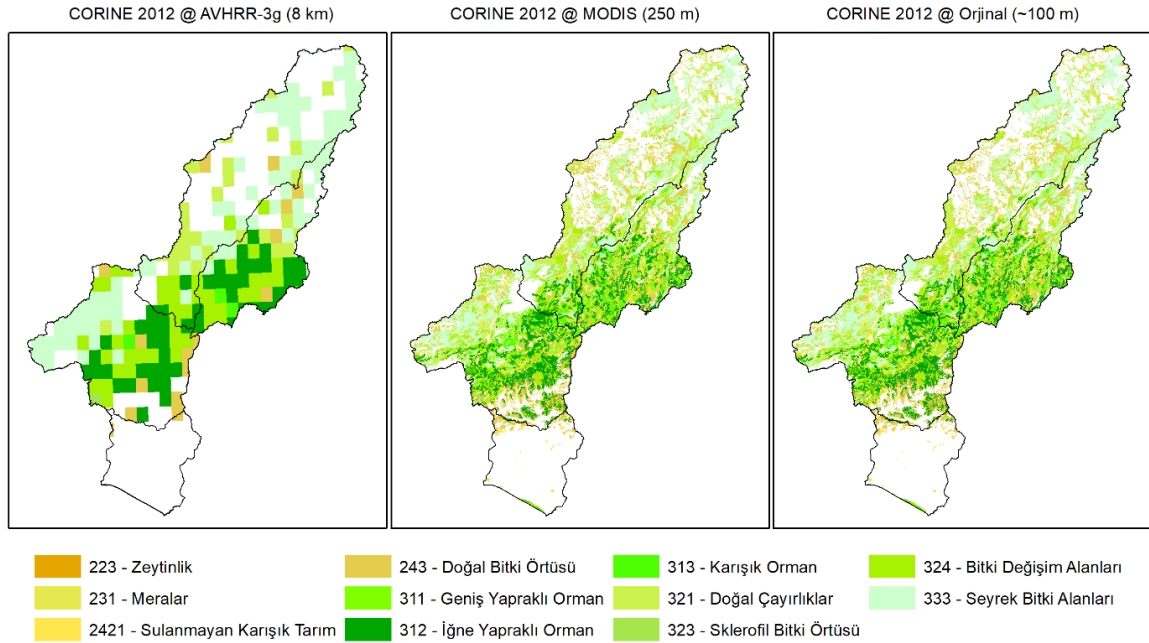 CORINE 2012 @ AVHRR-3g (8 km)
CORINE 2012 @ MODIS (250 m)
CORINE 2012 @ Orjinal (~100 m)
223 - Zeytinlik
243 - Doğal Bitki Örtüsü
313 - Karışık Orman
324 - Bitki Değişim Alanları
231 - Meralar
311 - Geniş Yapraklı Orman
321 - Doğal Çayırlıklar
333 - Seyrek Bitki Alanları
2421 - Sulanmayan Karışık Tarım
312 - İğne Yapraklı Orman
323 - Sklerofil Bitki Örtüsü